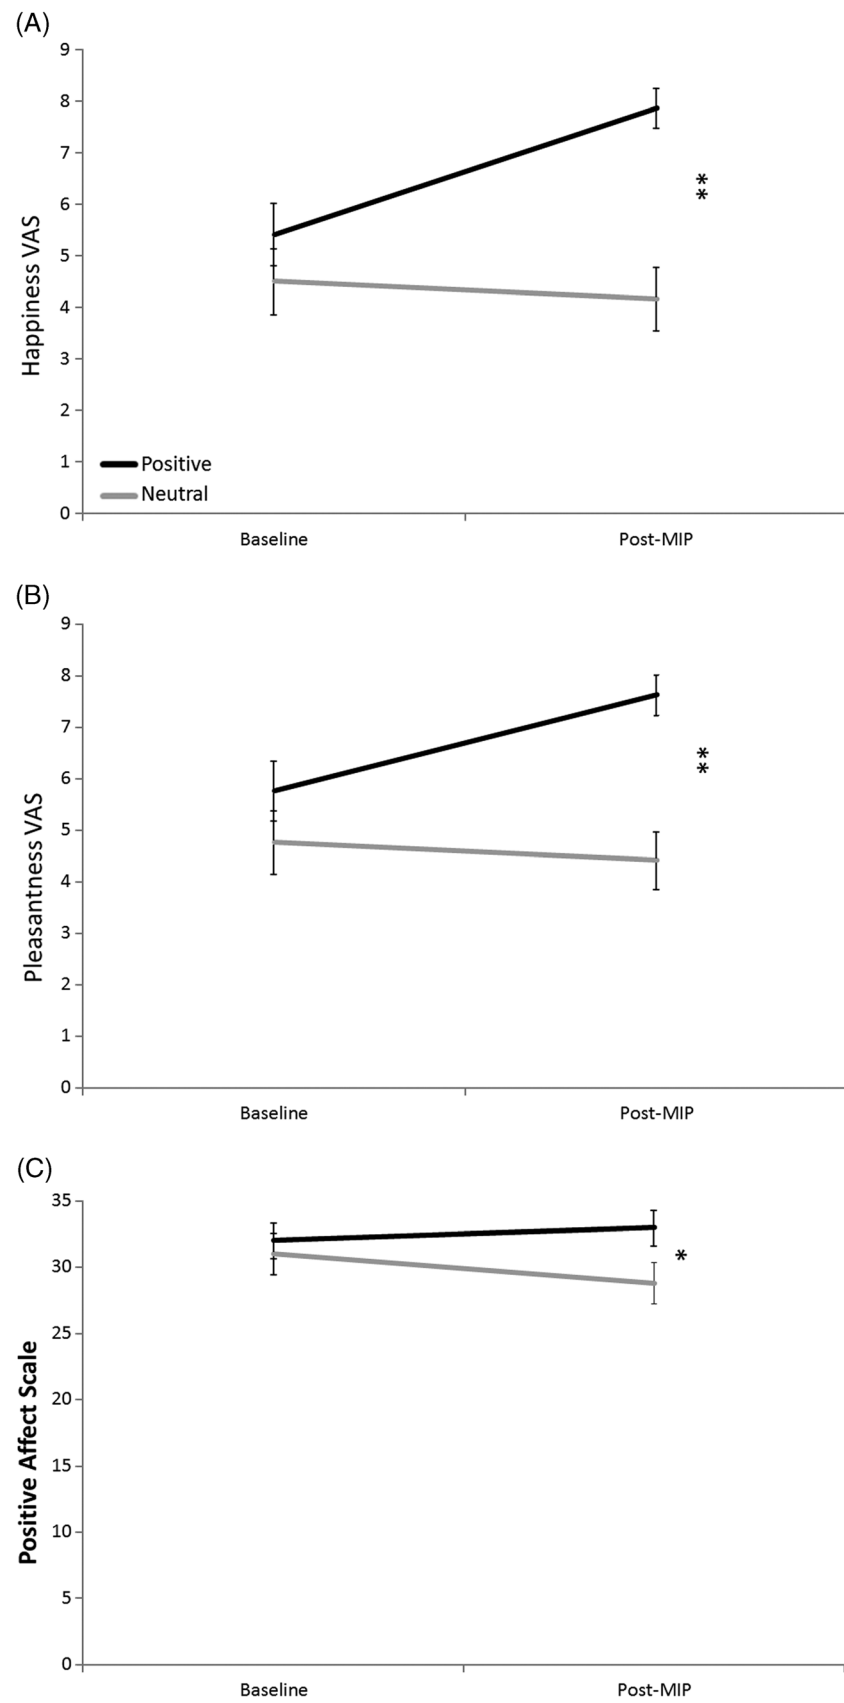 (A)
9
8
7
6
5
4
3
2
1
0
Happiness VAS
**
Positive
Neutral
Baseline Post-MIP
(B)
9
8
7
6
5
4
3
2
1
0
Pleasantness VAS
**
Baseline Post-MIP
(C)
35
30
25
20
15
10
5
0
Positive Affect Scale
*
Baseline Post-MIP